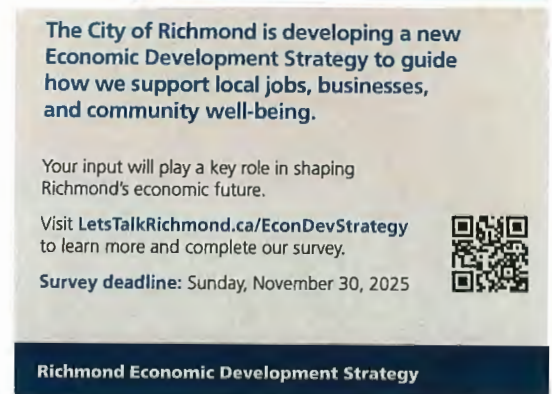 The City of Richmond is developing a new
Economic Development Strategy to guide
how we support local jobs, businesses,
and community well-being.
Your input will play a key role in shaping
Richmond's economic future.
Visit LetsTalkRichmond.ca/EconDevStrategy
to learn more and complete our survey.
Survey deadline: Sunday, November 30, 2025
Richmond Economic Development Strategy